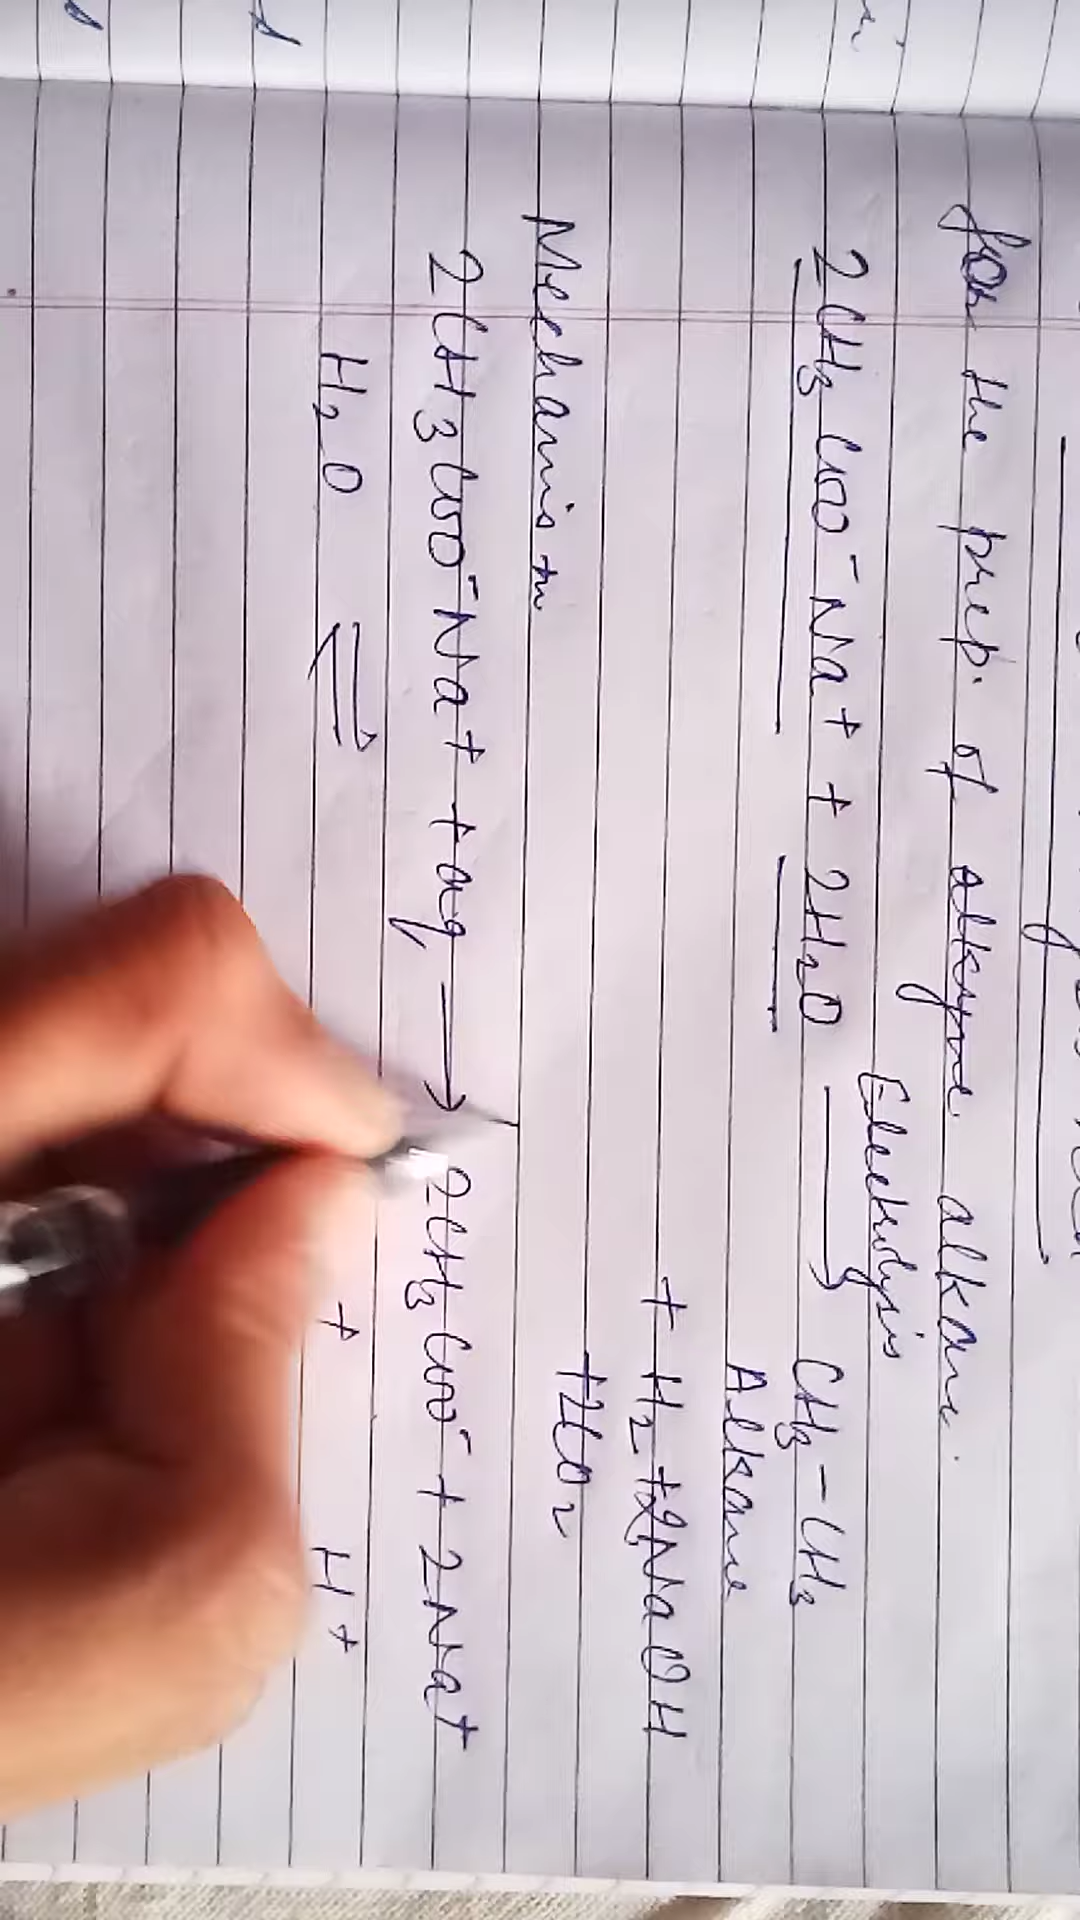 for the prep. of alkyne alkane.
Electrolysis
2CH3COO⁻Na⁺ + 2H2O ⟶ CH3-CH3
Alkane
+ H2 + 2NaOH
+2CO2
Mechanism
2CH3COO⁻Na⁺ + aq ⟶ 2CH3COO⁻ + 2Na⁺
H2O ⇌ + H⁺